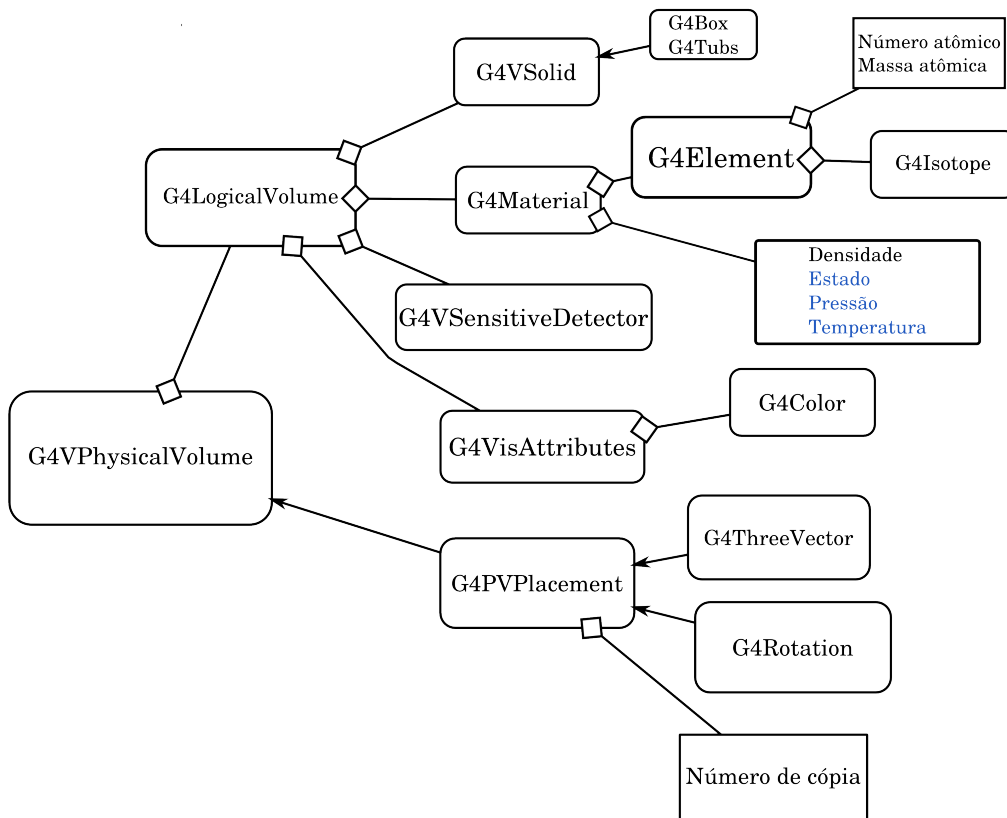 G4Box
G4Tubs
G4VSolid
Número atômico
Massa atômica
G4Element
G4Isotope
G4LogicalVolume
G4Material
Densidade
Estado
Pressão
Temperatura
G4VSensitiveDetector
G4Color
G4VisAttributes
G4VPhysicalVolume
G4ThreeVector
G4PVPlacement
G4Rotation
Número de cópia